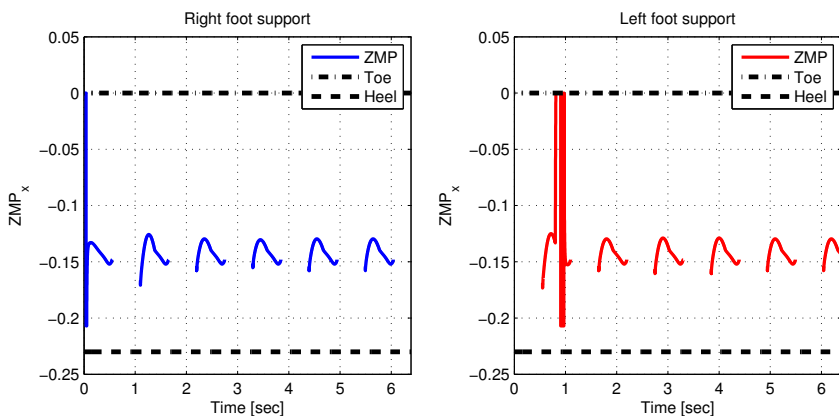 Right foot support
0.05
0
−0.05
−0.1
−0.15
−0.2
−0.25
ZMPx
0 1 2 3 4 5 6
Time [sec]
ZMP
Toe
Heel
Left foot support
0.05
0
−0.05
−0.1
−0.15
−0.2
−0.25
ZMPx
0 1 2 3 4 5 6
Time [sec]
ZMP
Toe
Heel